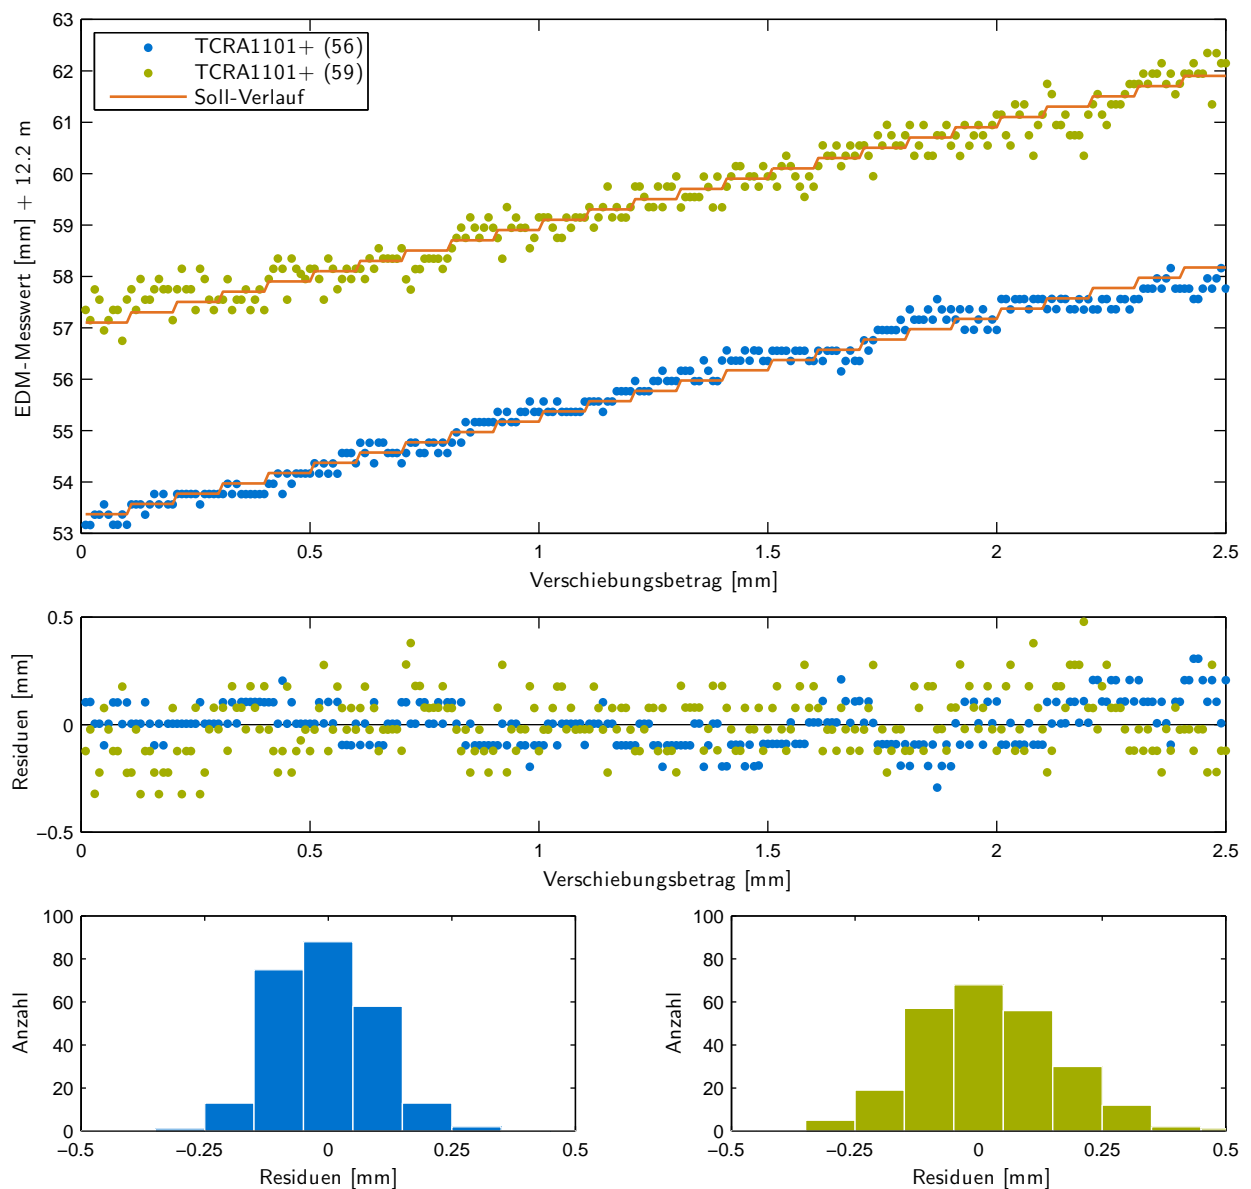 63
62
61
60
59
58
57
56
55
54
53
EDM-Messwert [mm] + 12.2 m
TCRA1101+ (56)
TCRA1101+ (59)
Soll-Verlauf
0 0.5 1 1.5 2 2.5
Verschiebungsbetrag [mm]
0.5
0
−0.5
Residuen [mm]
0 0.5 1 1.5 2 2.5
Verschiebungsbetrag [mm]
100
80
60
40
20
0
Anzahl
−0.5 −0.25 0 0.25 0.5
Residuen [mm]
100
80
60
40
20
0
Anzahl
−0.5 −0.25 0 0.25 0.5
Residuen [mm]